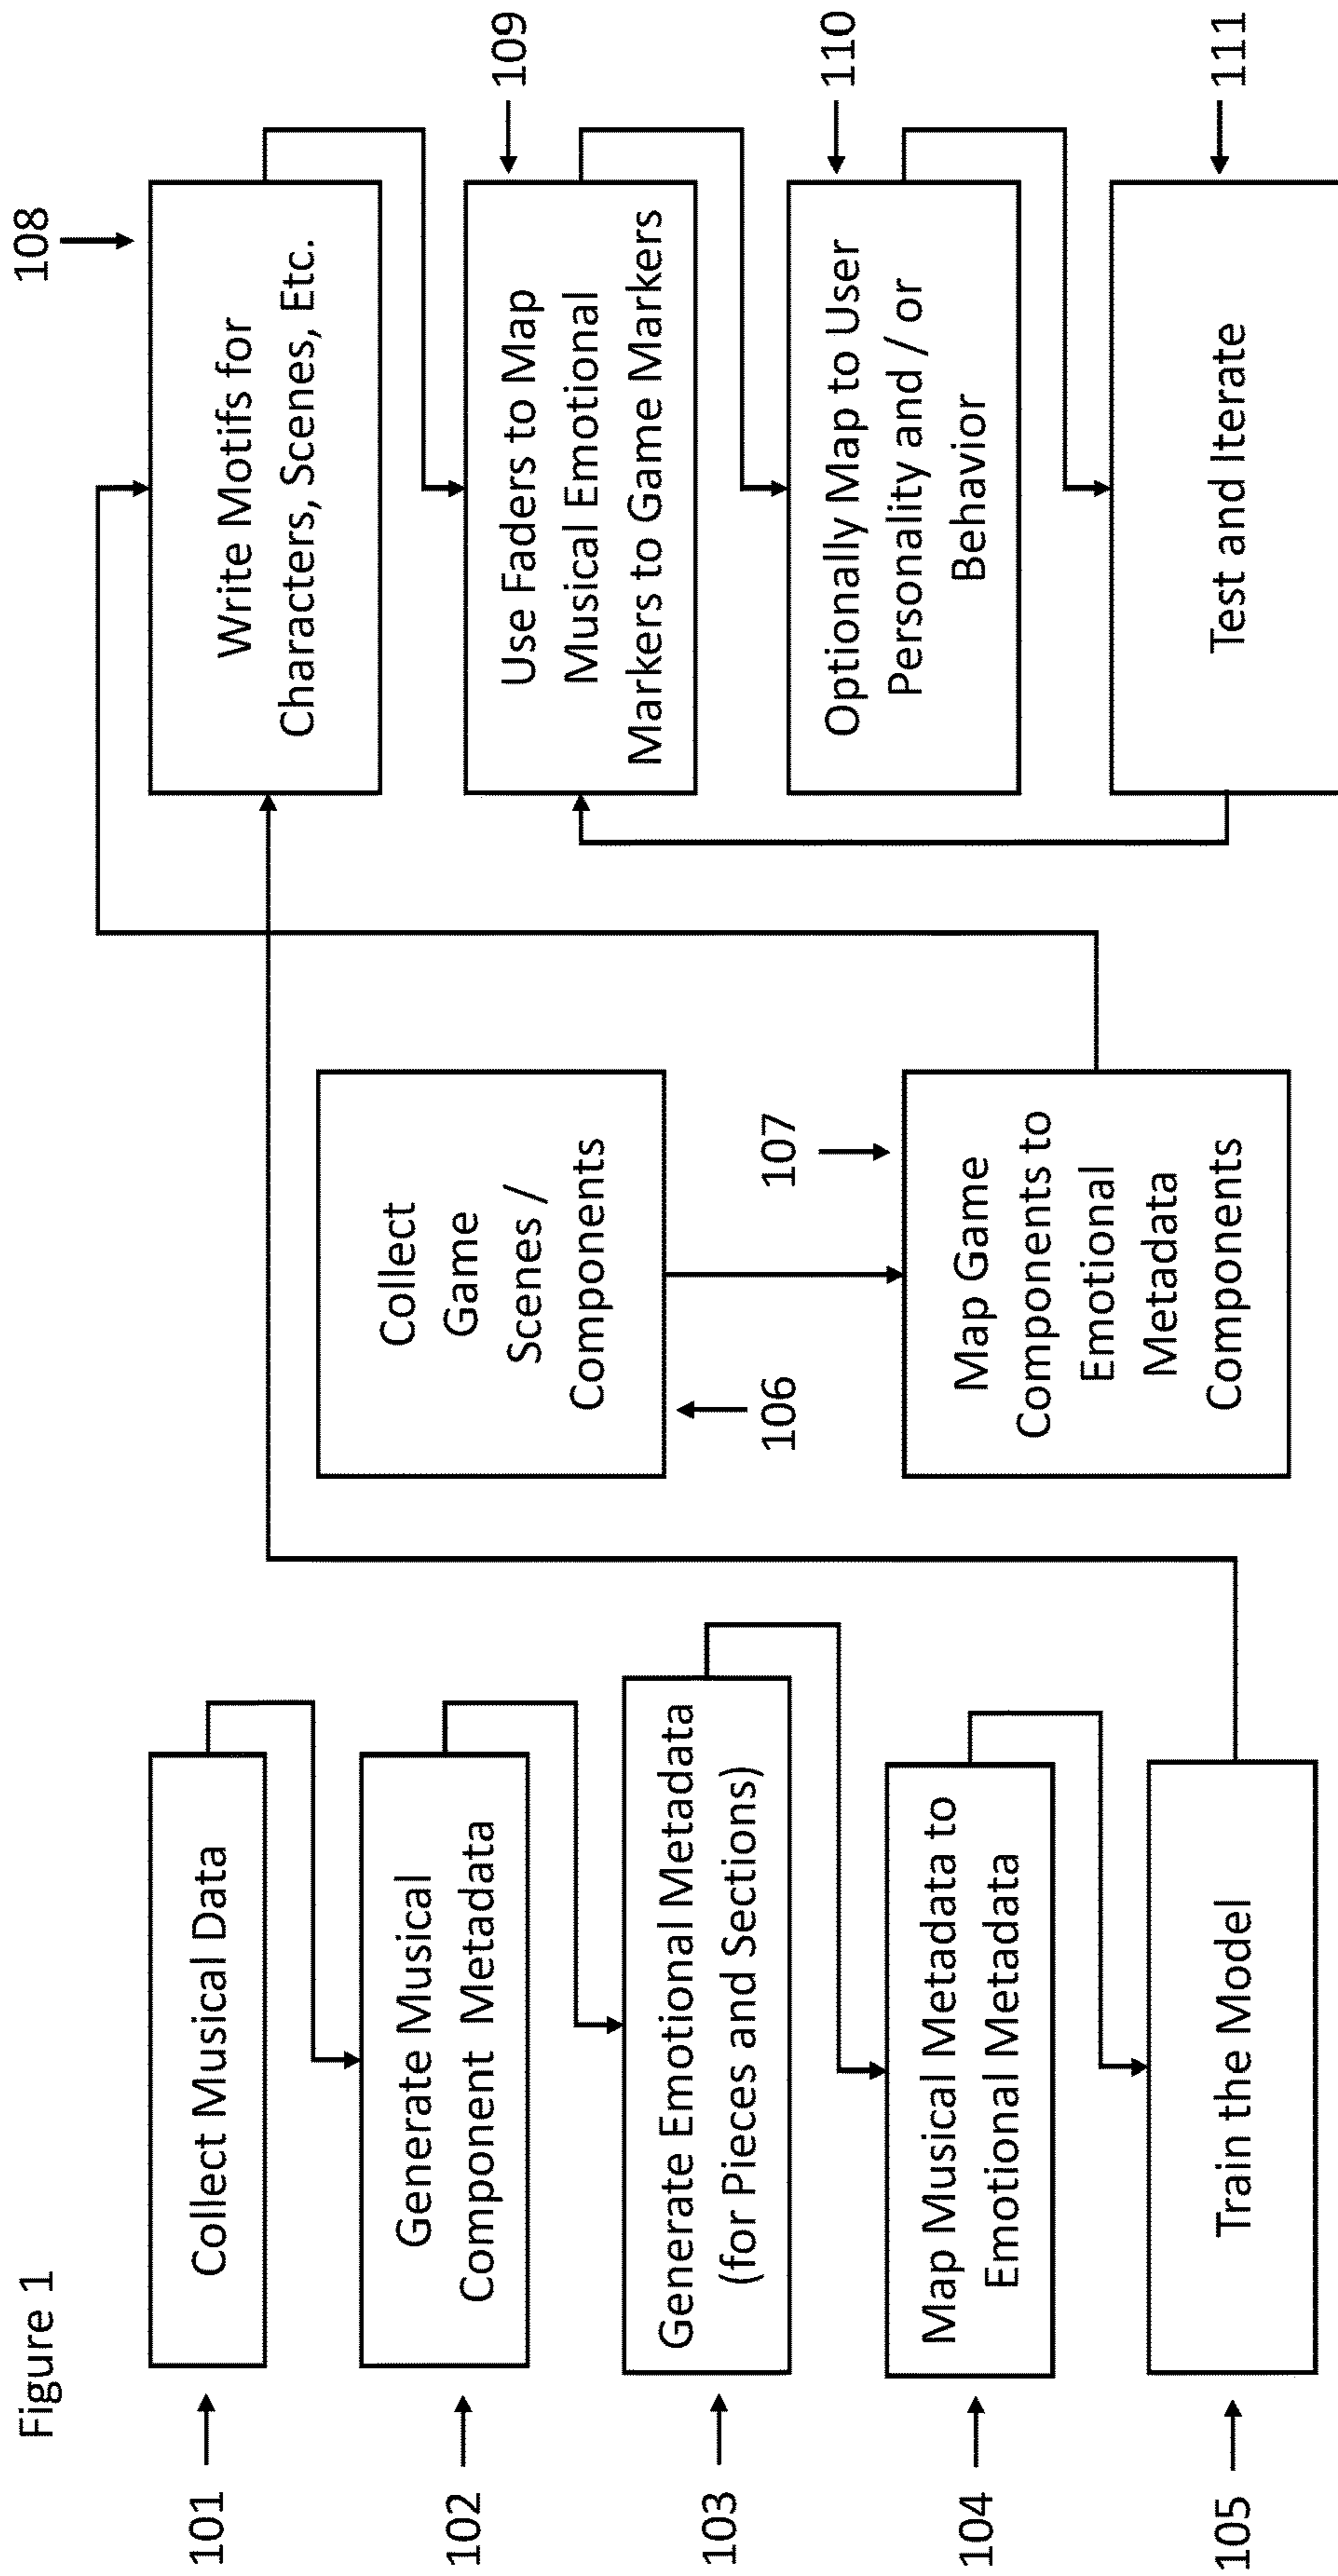 Figure 1
101
Collect Musical Data
102
Generate Musical
Component Metadata
103
Generate Emotional Metadata
(for Pieces and Sections)
104
Map Musical Metadata to
Emotional Metadata
105
Train the Model
Collect
Game
Scenes /
Components
106
107
Map Game
Components to
Emotional
Metadata
Components
108
Write Motifs for
Characters, Scenes, Etc.
109
Use Faders to Map
Musical Emotional
Markers to Game Markers
110
Optionally Map to User
Personality and / or
Behavior
111
Test and Iterate